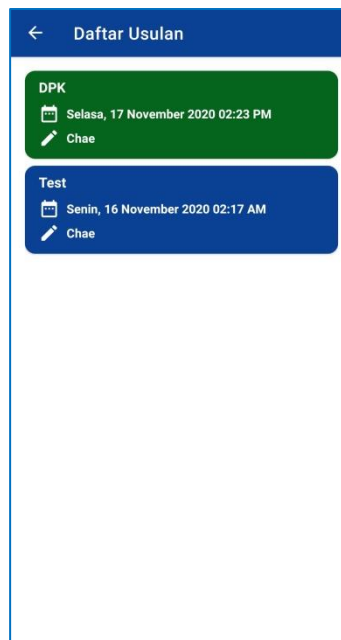 Daftar Usulan
DPK
Selasa, 17 November 2020 02:23 PM
Chae
Test
Senin, 16 November 2020 02:17 AM
Chae